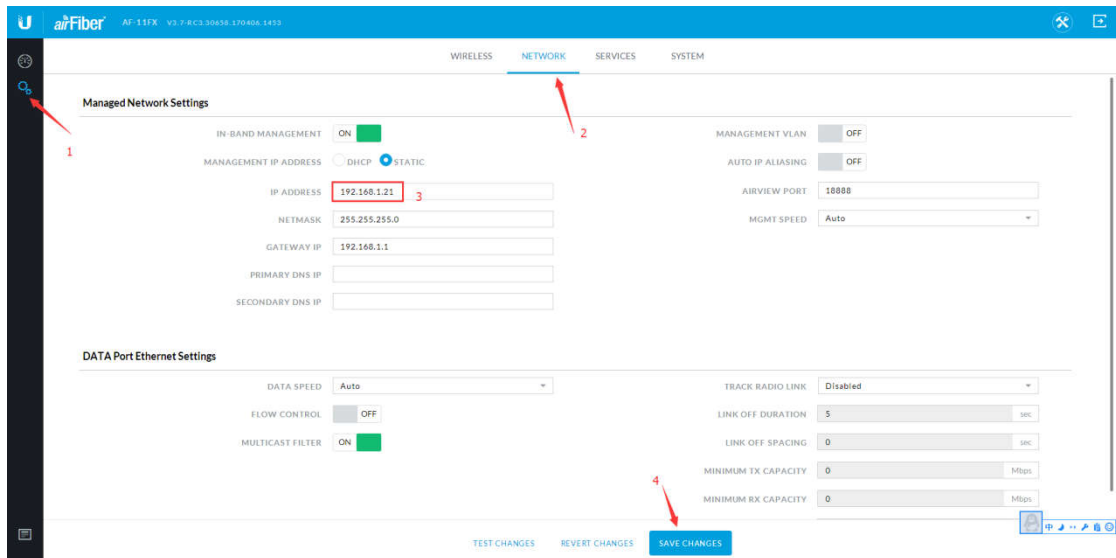 airFiber AF-11FX V3.7-RC3.30658.170406.1453
WIRELESS NETWORK SERVICES SYSTEM
2
1
Managed Network Settings
IN-BAND MANAGEMENT ON
MANAGEMENT VLAN OFF
MANAGEMENT IP ADDRESS DHCP STATIC
AUTO IP ALIASING OFF
IP ADDRESS 192.168.1.21 3
AIRVIEW PORT 18888
NETMASK 255.255.255.0
MGMT SPEED Auto
GATEWAY IP 192.168.1.1
PRIMARY DNS IP
SECONDARY DNS IP
DATA Port Ethernet Settings
DATA SPEED Auto
TRACK RADIO LINK Disabled
FLOW CONTROL OFF
LINK OFF DURATION 5 sec
MULTICAST FILTER ON
LINK OFF SPACING 0 sec
MINIMUM TX CAPACITY 0 Mbps
4
MINIMUM RX CAPACITY 0 Mbps
中
TEST CHANGES REVERT CHANGES SAVE CHANGES